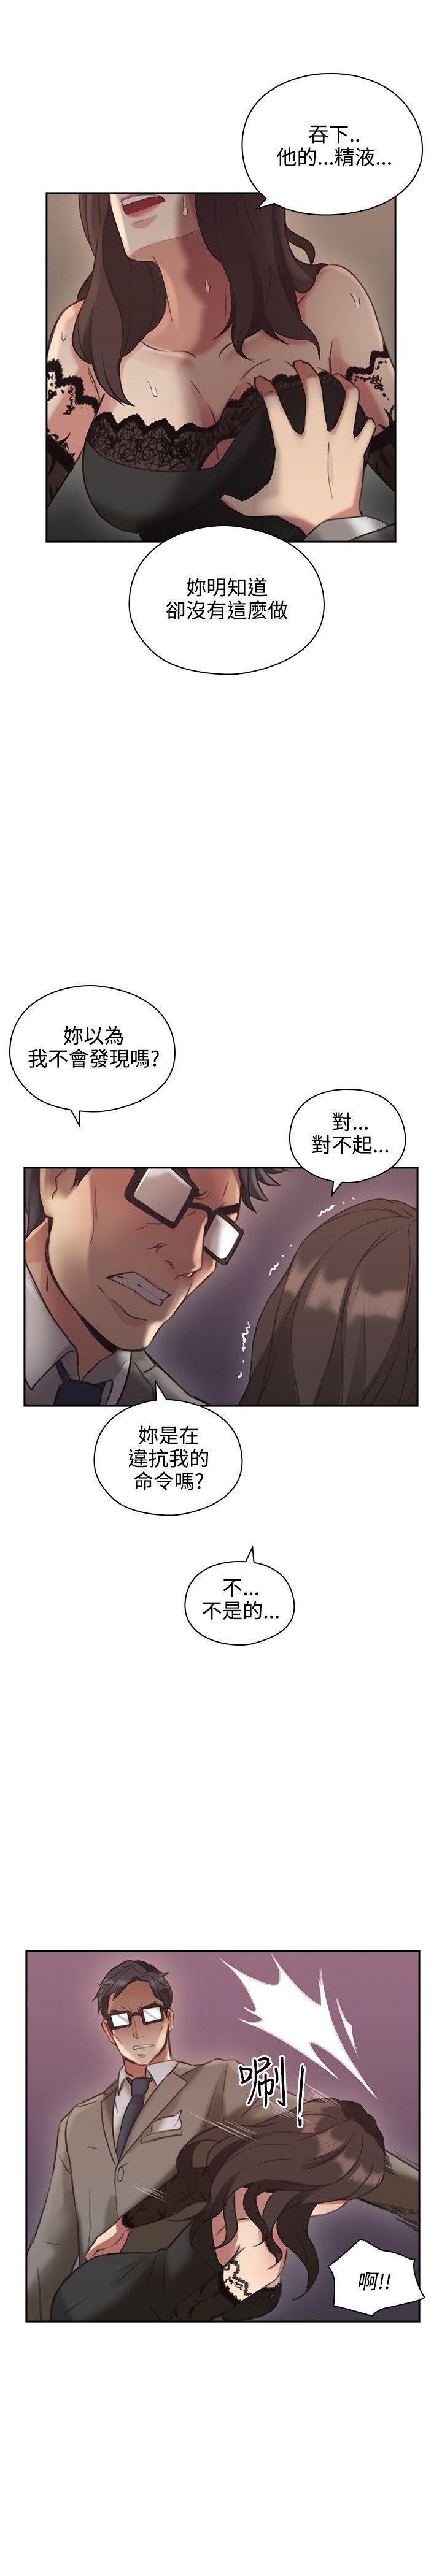 吞下..
他的...精液...
妳明知道
卻沒有這麼做
妳以為
我不會發現嗎?
對...
對不起...
妳是在
違抗我的
命令嗎?
不...
不是的...
唰!
啊!!